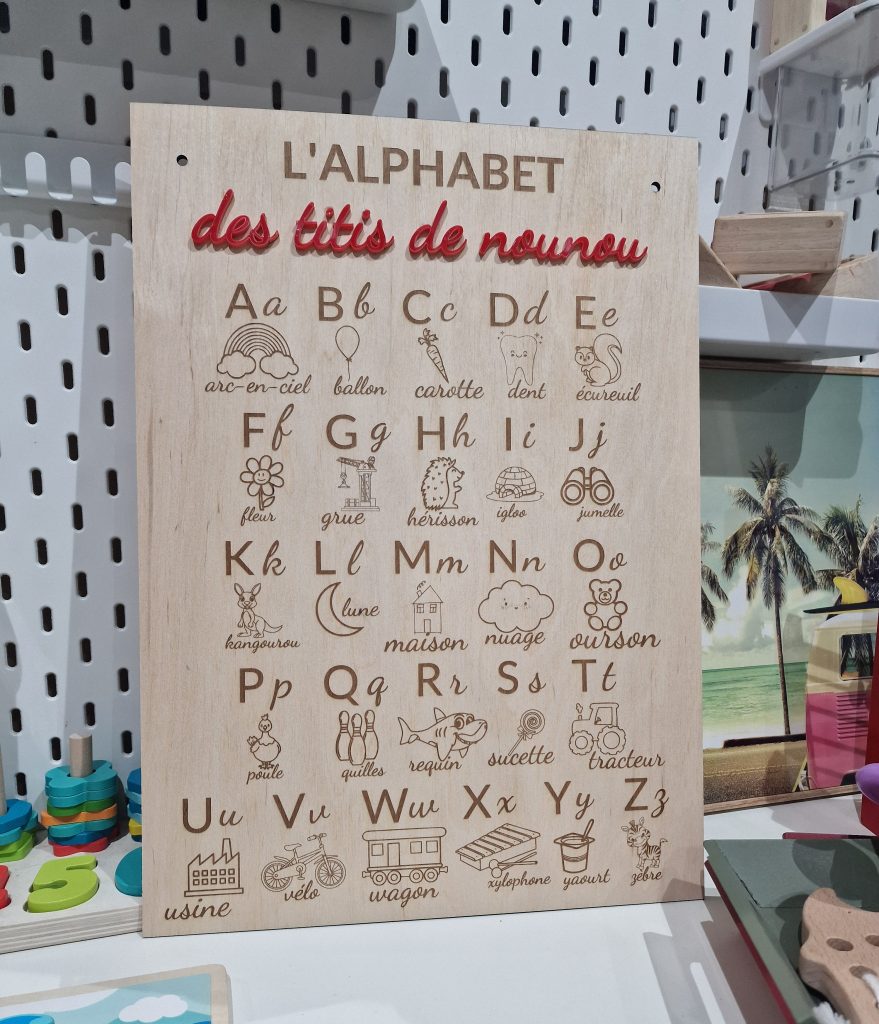 L'ALPHABET
des titis de nounou
Aa Bb Cc Dd Ee
arc-en-ciel ballon carotte dent écureuil
Ff Gg Hh Ii Jj
fleur grue hérisson igloo jumelle
Kk Ll Mm Nn Oo
kangourou lune maison nuage ourson
Pp Qq Rr Ss Tt
poule quilles requin sucette tracteur
Uu Vv Ww Xx Yy Zz
usine vélo wagon xylophone yaourt zèbre
5